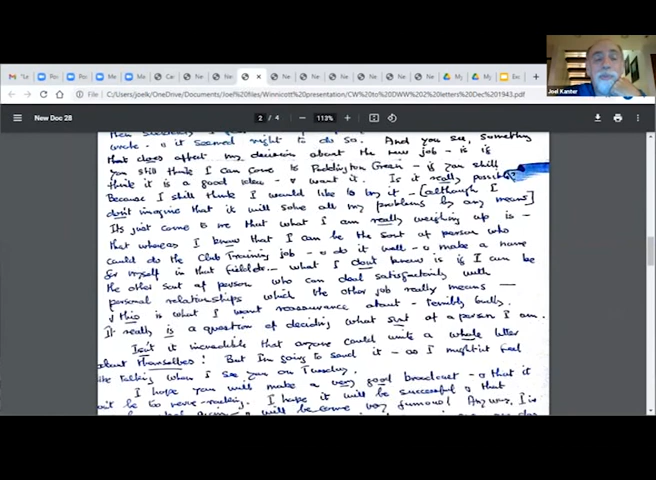 File | C:/Users/joelk/OneDrive/Documents/Joel%20files/Winnicott%20presentation/CW%20to%20DWW%202%20letters%20Dec%201943.pdf
Joel Kanter
New Doc 28
2 / 4
113%
wrote - & it seemed right to do so. And you see, something
that does affect my decision about the new job - is if
you still think I can come to Paddington Green - if you still
think it is a good idea - & want it. Is it really possible?
Because I still think I would like to try it - [although I
don't imagine that it will solve all my problems by any means]
It's just come to me that what I am really weighing up is -
that whereas I know that I can be the sort of person who
could do the Club Training job - & do it well - & make a name
for myself in that field &... what I don't know is if I can be
the other sort of person who can deal satisfactorily with
personal relationships which the other job really means —
& this is what I want reassurance about - terribly badly.
It really is a question of deciding what sort of a person I am.
Isn't it incredible that anyone could write a whole letter
about themselves! But I'm going to send it - as I might not feel
like talking when I see you on Tuesday.
I hope you will make a very good broadcast - & that it
won't be too nerve-racking. I hope it will be successful & that
will become very famous! Anyway, I'm